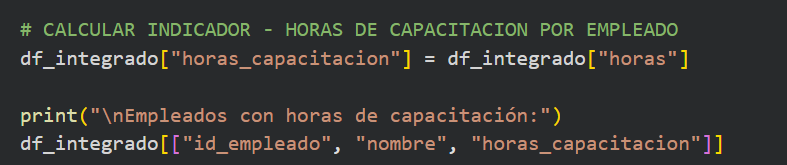 # CALCULAR INDICADOR - HORAS DE CAPACITACION POR EMPLEADO
df_integrado["horas_capacitacion"] = df_integrado["horas"]
print("\nEmpleados con horas de capacitación:")
df_integrado[["id_empleado", "nombre", "horas_capacitacion"]]